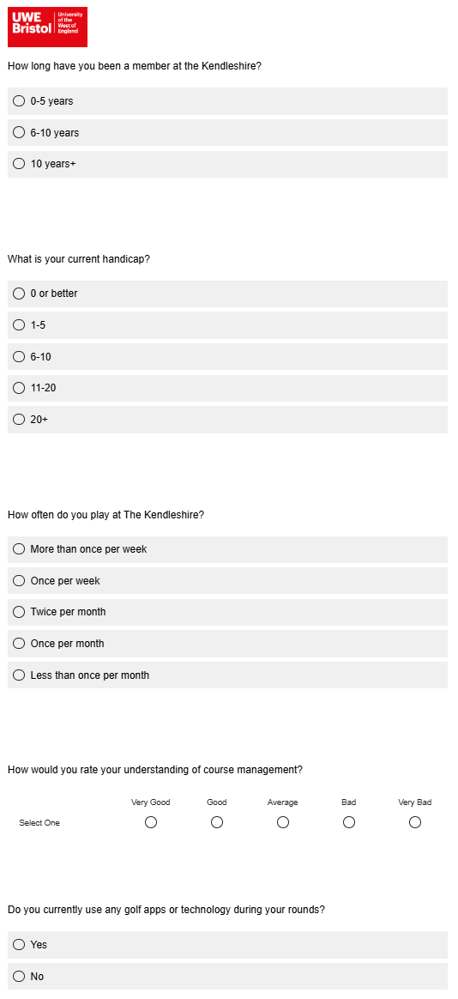 UWE
Bristol
University
of the
West of
England
How long have you been a member at the Kendleshire?
0-5 years
6-10 years
10 years+
What is your current handicap?
0 or better
1-5
6-10
11-20
20+
How often do you play at The Kendleshire?
More than once per week
Once per week
Twice per month
Once per month
Less than once per month
How would you rate your understanding of course management?
Very Good Good Average Bad Very Bad
Select One
Do you currently use any golf apps or technology during your rounds?
Yes
No